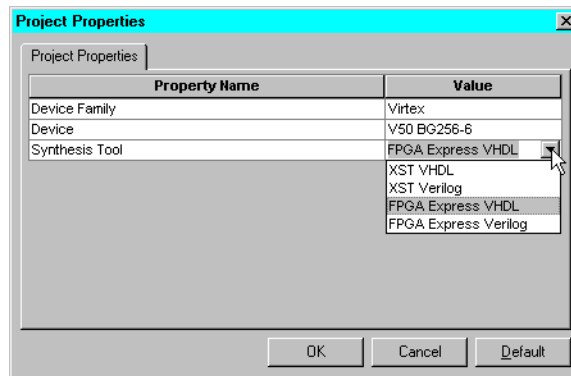 Project Properties
Project Properties
Property Name Value
Device Family Virtex
Device V50 BG256-6
Synthesis Tool FPGA Express VHDL
XST VHDL
XST Verilog
FPGA Express VHDL
FPGA Express Verilog
OK Cancel Default